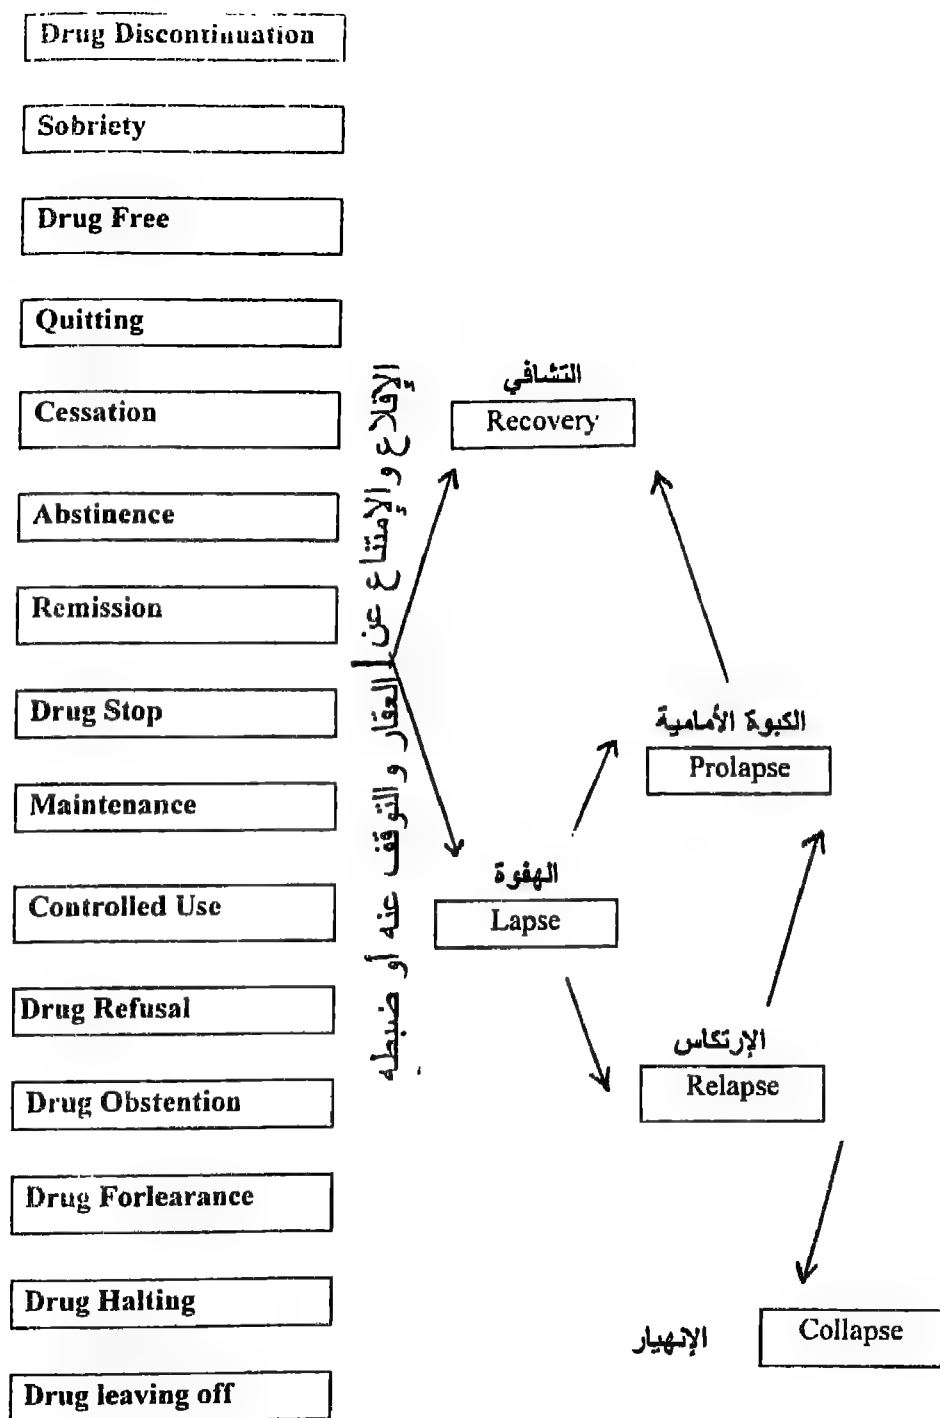 Drug Discontinuation
Sobriety
Drug Free
Quitting
Cessation
Abstinence
Remission
Drug Stop
Maintenance
Controlled Use
Drug Refusal
Drug Obstention
Drug Forlearance
Drug Halting
Drug leaving off
الإقلاع والإمتناع عن العقار والتوقف عنه أو ضبطه
التشافي
Recovery
الكبوة الأمامية
Prolapse
الهفوة
Lapse
الإرتكاس
Relapse
الإنهيار
Collapse